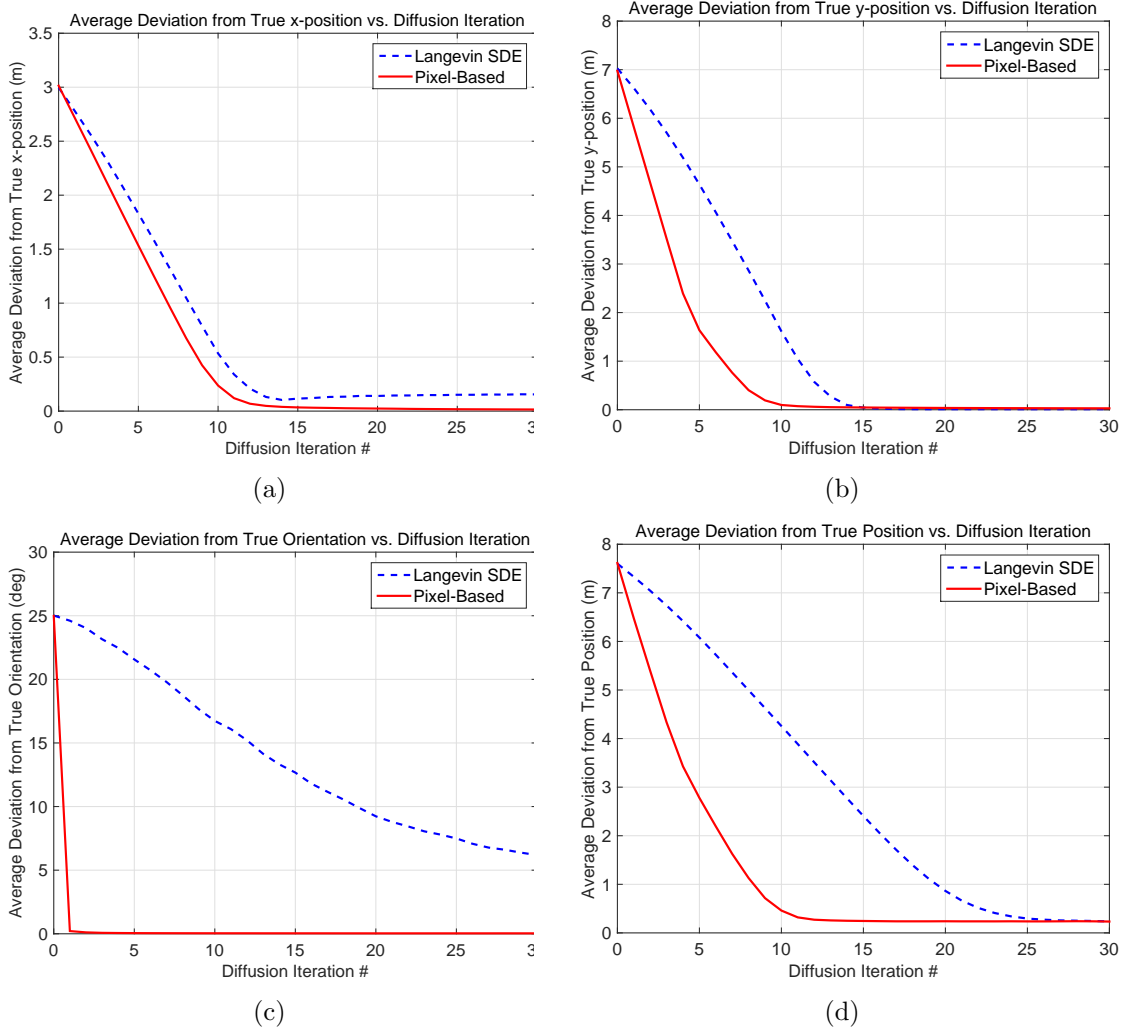 Average Deviation from True x-position vs. Diffusion Iteration
3.5
3
2.5
2
1.5
1
0.5
0
Average Deviation from True x-position (m)
Langevin SDE
Pixel-Based
0 5 10 15 20 25 3
Diffusion Iteration #
(a)
Average Deviation from True y-position vs. Diffusion Iteration
8
7
6
5
4
3
2
1
0
Average Deviation from True y-position (m)
Langevin SDE
Pixel-Based
0 5 10 15 20 25 30
Diffusion Iteration #
(b)
Average Deviation from True Orientation vs. Diffusion Iteration
30
25
20
15
10
5
0
Average Deviation from True Orientation (deg)
Langevin SDE
Pixel-Based
0 5 10 15 20 25 3
Diffusion Iteration #
(c)
Average Deviation from True Position vs. Diffusion Iteration
8
7
6
5
4
3
2
1
0
Average Deviation from True Position (m)
Langevin SDE
Pixel-Based
0 5 10 15 20 25 30
Diffusion Iteration #
(d)